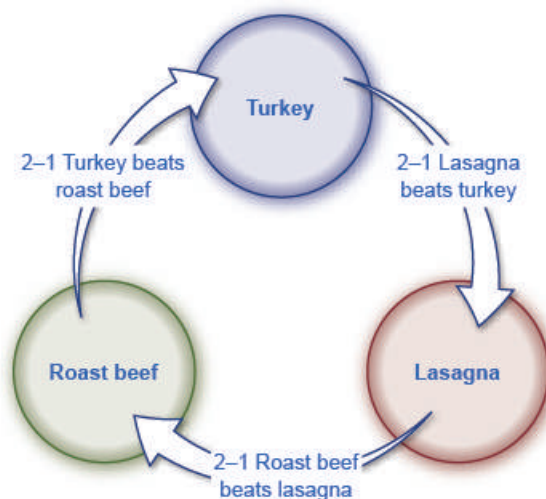 Turkey
2–1 Turkey beats
roast beef
2–1 Lasagna
beats turkey
Roast beef
Lasagna
2–1 Roast beef
beats lasagna